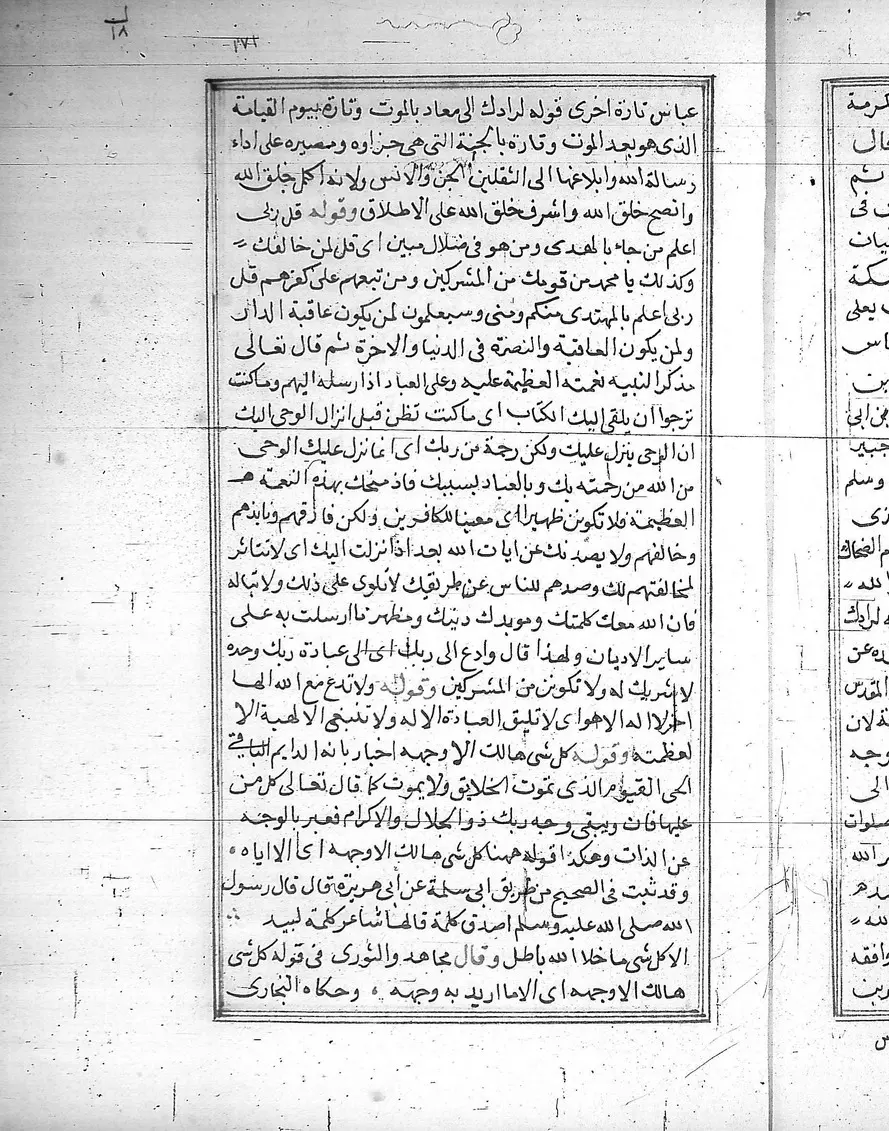 ٣٧٢
عباس تارة اخرى قوله لرادك الى معاد بالموت وتارة بيوم القيامة
الذى هو بعد الموت وتارة بالجنة التى هى جزاوه ومصيره على اداء
رسالة الله وابلاغها الى الثقلين الجن والانس ولانه اكمل خلق الله
وافصح خلق الله واشرف خلق الله على الاطلاق وقوله قل ربى
اعلم من جاء بالهدى ومن هو فى ضلال مبين اى قل لمن خالفك
وكذلك يا محمد من قومك من المشركين ومن تبعهم على كفرهم قل
ربى اعلم بالمهتدى منكم ومنى وسيعلمون لمن يكون عاقبة الدار
ولمن يكون العاقبة والنصرة فى الدنيا والاخرة ثم قال تعالى
مذكرا لنبيه نعمته العظيمة عليه وعلى العباد اذا رسله اليهم وماكنت
ترجوا ان يلقى اليك الكتاب اى ماكنت تظن قبل انزال الوحى اليك
ان الوحى ينزل عليك ولكن رحمة من ربك اى انما نزل عليك الوحى
من الله من رحمته بك وبالعباد بسببك فاذ منحك بهذه النعمة
العظيمة فلا تكونن ظهيرا اى معينا للكافرين ولكن فارقهم ونابذهم
وخالفهم ولا يصدنك عن ايات الله بعد اذ انزلت اليك اى لا تتاثر
لمخالفتهم لك وصدهم للناس عن طريقك لا تلوى على ذلك ولا تباله
فان الله معك كلمتك ومويدك دينك ومظهر ما ارسلت به على
ساير الاديان ولهذا قال وادع الى ربك اى الى عبادة ربك وحده
لا شريك له ولا تكونن من المشركين وقوله ولا تدع مع الله الها
اخر لا اله الا هو اى لا تليق العبادة الا له ولا تنبغى الالهية الا
لعظمته وقوله كل شى هالك الا وجهه اخبار بانه الدايم الباقى
الحى القيوم الذى تموت الخلايق ولا يموت كما قال تعالى كل من
عليها فان ويبقى وجه ربك ذو الجلال والاكرام فعبر بالوجه
عن الذات وهكذا قوله ههنا كل شى هالك الا وجهه اى الا اياه
وقد ثبت فى الصحيح من طريق ابى سلمة عن ابى هريرة قال قال رسول
الله صلى الله عليه وسلم اصدق كلمة قالها شاعر كلمة لبيد
الا كل شى ما خلا الله باطل وقال مجاهد والثورى فى قوله كل شى
هالك الا وجهه اى الا ما اريد به وجهه وحكاه البخارى